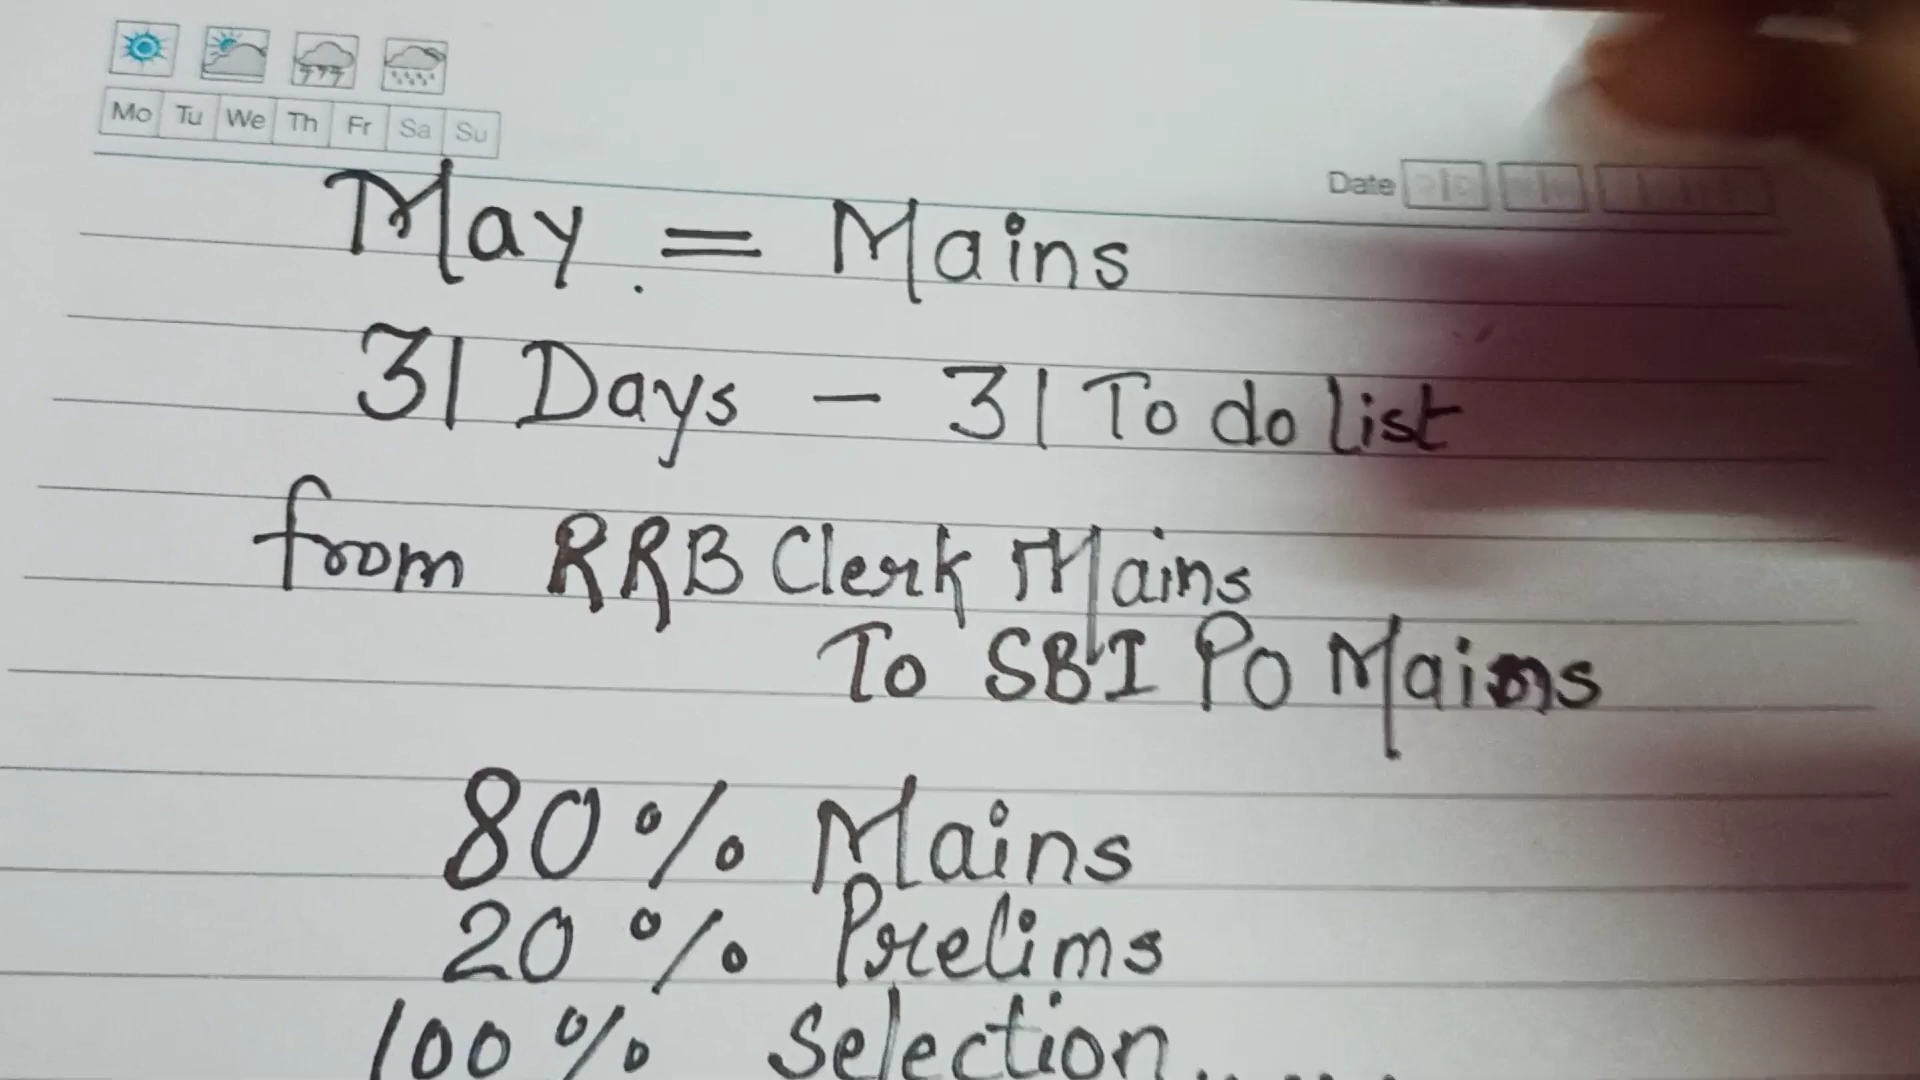 Mo Tu We Th Fr Sa Su
Date
May. = Mains
31 Days - 31 To do list
from RRB Clerk Mains
To SBI PO Mains
80% Mains
20% Prelims
100% Selection.....